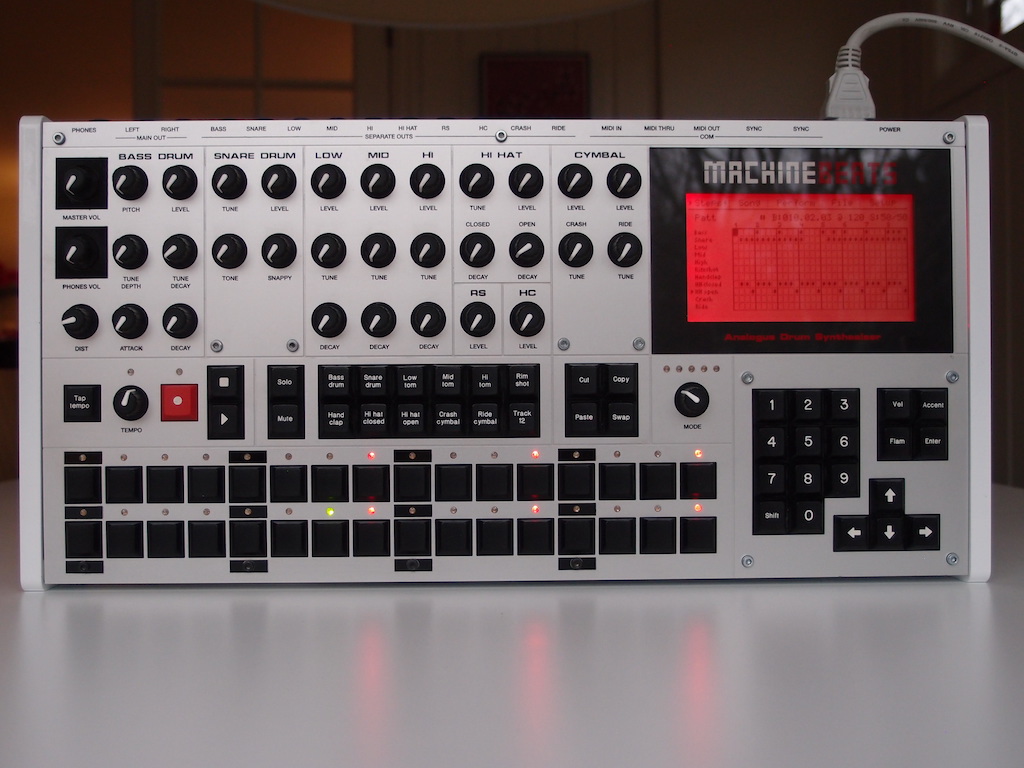 PHONES LEFT RIGHT BASS SNARE LOW MID HI HI HAT RS HC CRASH RIDE MIDI IN MIDI THRU MIDI OUT SYNC SYNC POWER
MAIN OUT SEPARATE OUTS COM
BASS DRUM SNARE DRUM LOW MID HI HI HAT CYMBAL
MACHINEBEATS
MASTER VOL PITCH LEVEL TUNE LEVEL LEVEL LEVEL LEVEL TUNE LEVEL LEVEL LEVEL
CLOSED OPEN CRASH RIDE
PHONES VOL TUNE DEPTH TUNE DECAY TONE SNAPPY TUNE TUNE TUNE DECAY DECAY TUNE TUNE
RS HC
DIST ATTACK DECAY DECAY DECAY DECAY LEVEL LEVEL
Patt
Snare
Analogue Drum Synthesizer
Tap tempo
TEMPO
Solo
Mute
Bass drum Snare drum Low tom Mid tom Hi tom Rim shot
Hand clap Hi hat closed Hi hat open Crash cymbal Ride cymbal Track 12
Cut Copy
Paste Swap
MODE
1 2 3
4 5 6
7 8 9
Shift 0
Vel Accent
Flam Enter